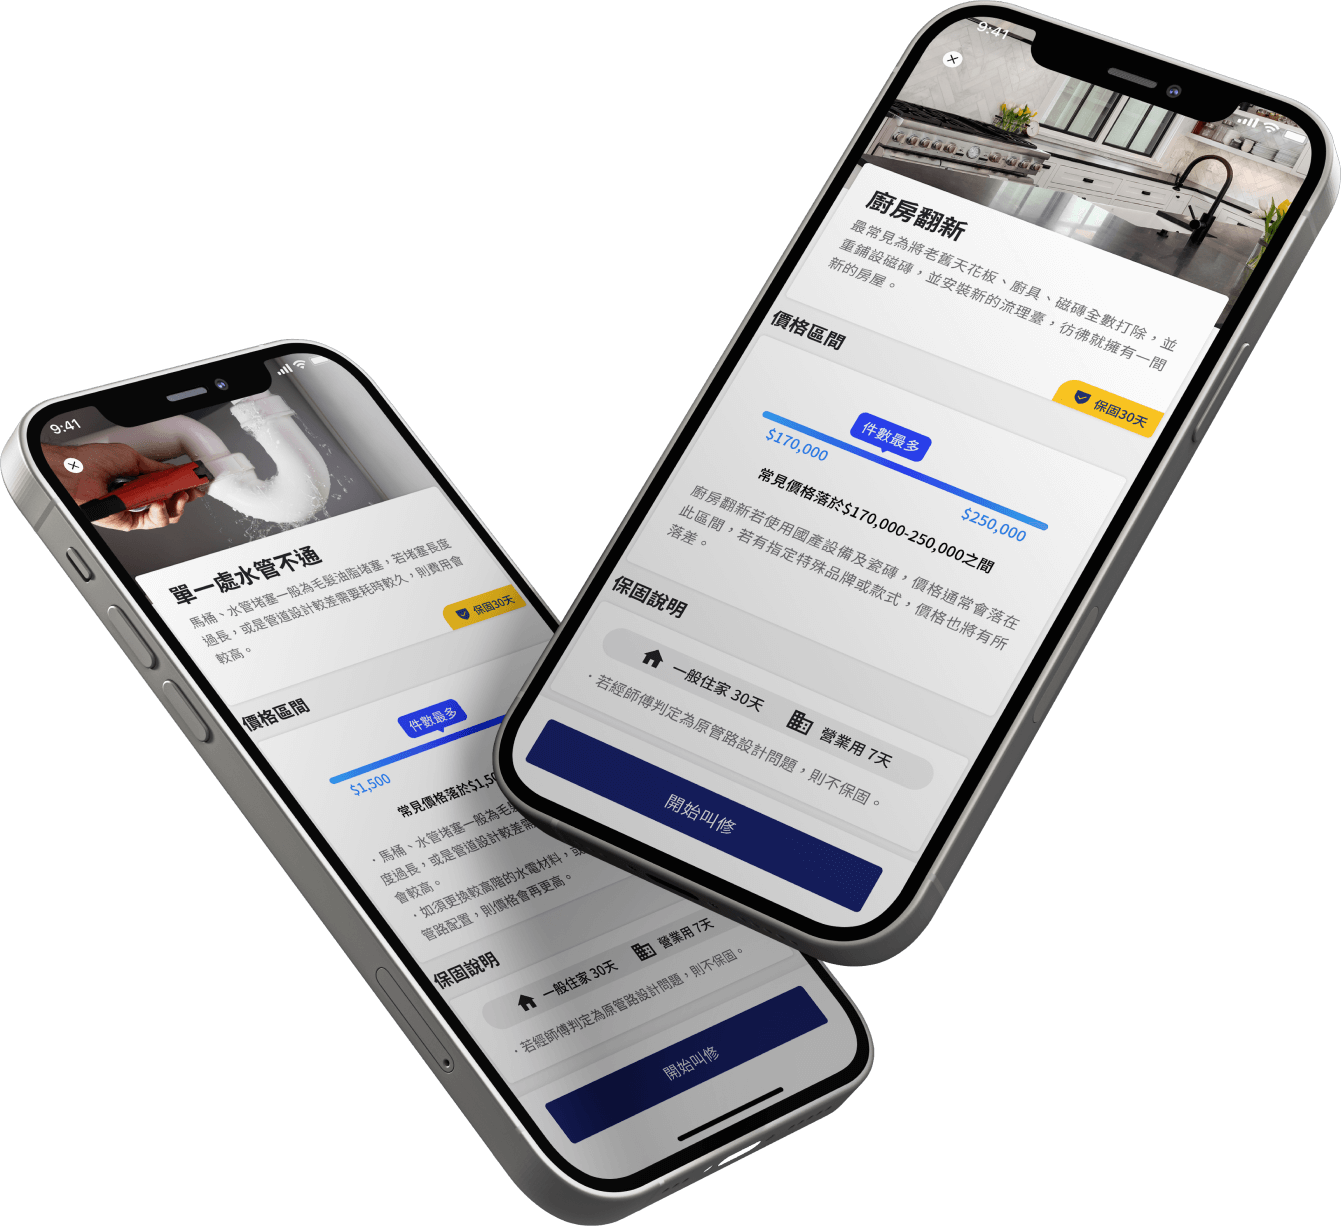 9:41
單一處水管不通
馬桶、水管堵塞一般為毛髮油脂堵塞，若堵塞長度
過長，或是管道設計較差需要耗時較久，則費用會
較高。
保固30天
價格區間
件數最多
$1,500
常見價格落於$1,50
·馬桶、水管堵塞一般為毛髮
度過長，或是管道設計較差需
會較高。
·如須更換較高階的水電材料，或
管路配置，則價格會再更高。
保固說明
一般住家 30天
營業用 7天
·若經師傅判定為原管路設計問題，則不保固。
開始叫修
9:41
廚房翻新
最常見為將老舊天花板、廚具、磁磚全數打除，並
重鋪設磁磚，並安裝新的流理臺，彷彿就擁有一間
新的房屋。
價格區間
保固30天
件數最多
$170,000
$250,000
常見價格落於$170,000-250,000之間
廚房翻新若使用國產設備及瓷磚，價格通常會落在
此區間，若有指定特殊品牌或款式，價格也將有所
落差。
保固說明
一般住家 30天
營業用 7天
·若經師傅判定為原管路設計問題，則不保固。
開始叫修